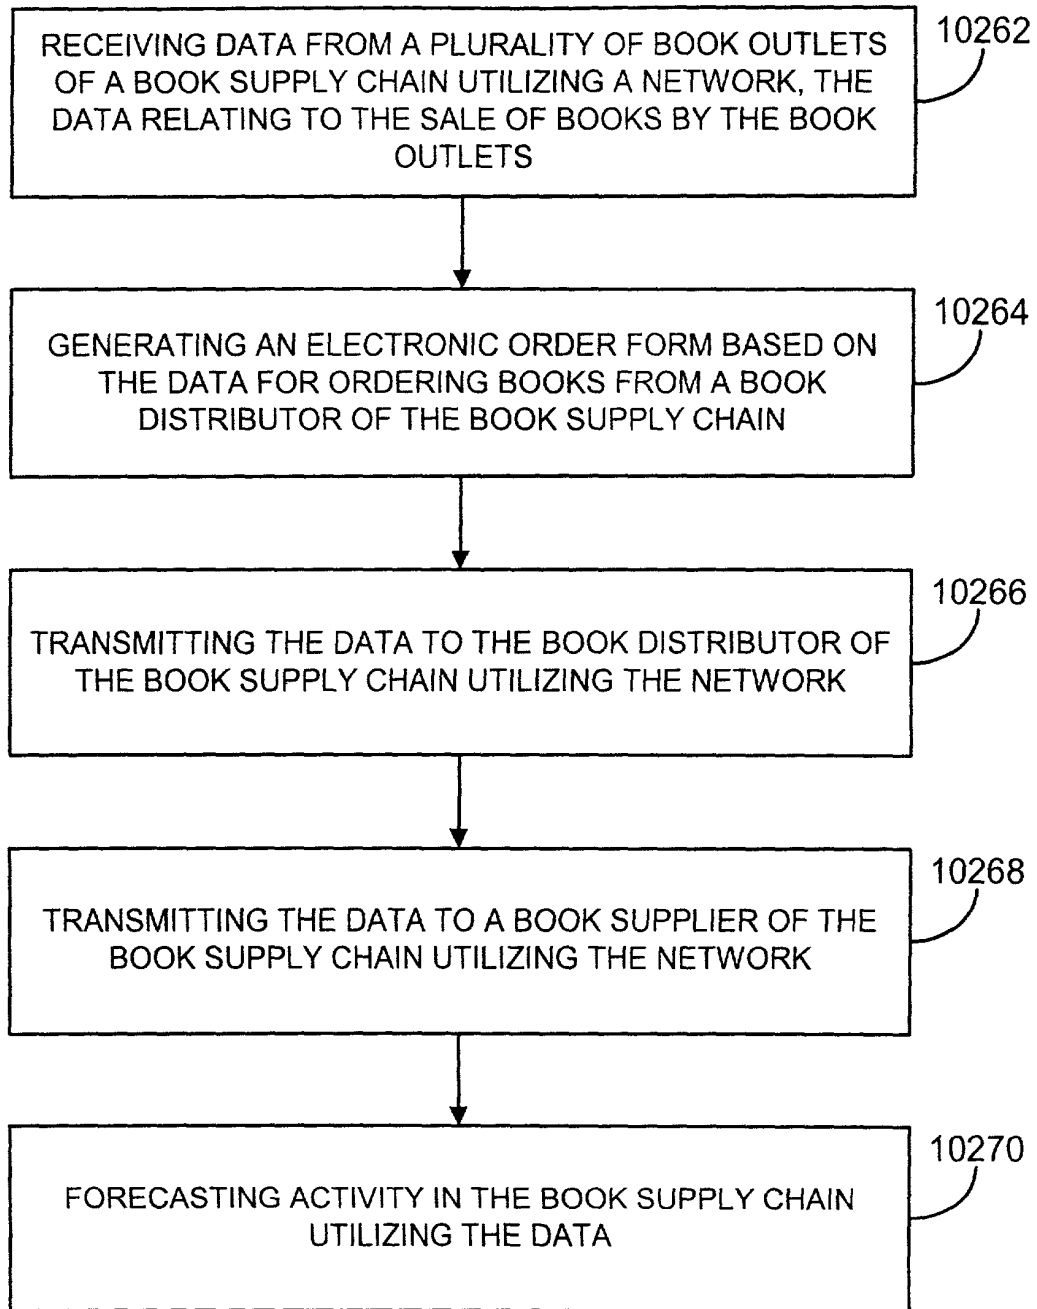 RECEIVING DATA FROM A PLURALITY OF BOOK OUTLETS
OF A BOOK SUPPLY CHAIN UTILIZING A NETWORK, THE
DATA RELATING TO THE SALE OF BOOKS BY THE BOOK
OUTLETS
10262
GENERATING AN ELECTRONIC ORDER FORM BASED ON
THE DATA FOR ORDERING BOOKS FROM A BOOK
DISTRIBUTOR OF THE BOOK SUPPLY CHAIN
10264
TRANSMITTING THE DATA TO THE BOOK DISTRIBUTOR OF
THE BOOK SUPPLY CHAIN UTILIZING THE NETWORK
10266
TRANSMITTING THE DATA TO A BOOK SUPPLIER OF THE
BOOK SUPPLY CHAIN UTILIZING THE NETWORK
10268
FORECASTING ACTIVITY IN THE BOOK SUPPLY CHAIN
UTILIZING THE DATA
10270